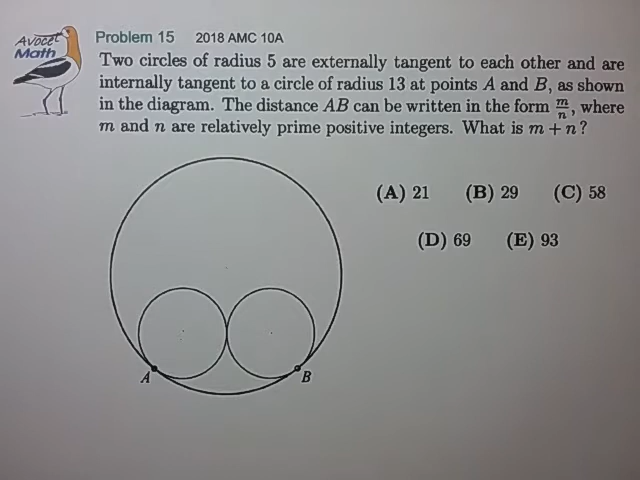 Avocet
Math
Problem 15 2018 AMC 10A
Two circles of radius 5 are externally tangent to each other and are
internally tangent to a circle of radius 13 at points A and B, as shown
in the diagram. The distance AB can be written in the form m/n, where
m and n are relatively prime positive integers. What is m + n?
(A) 21 (B) 29 (C) 58
(D) 69 (E) 93
A B